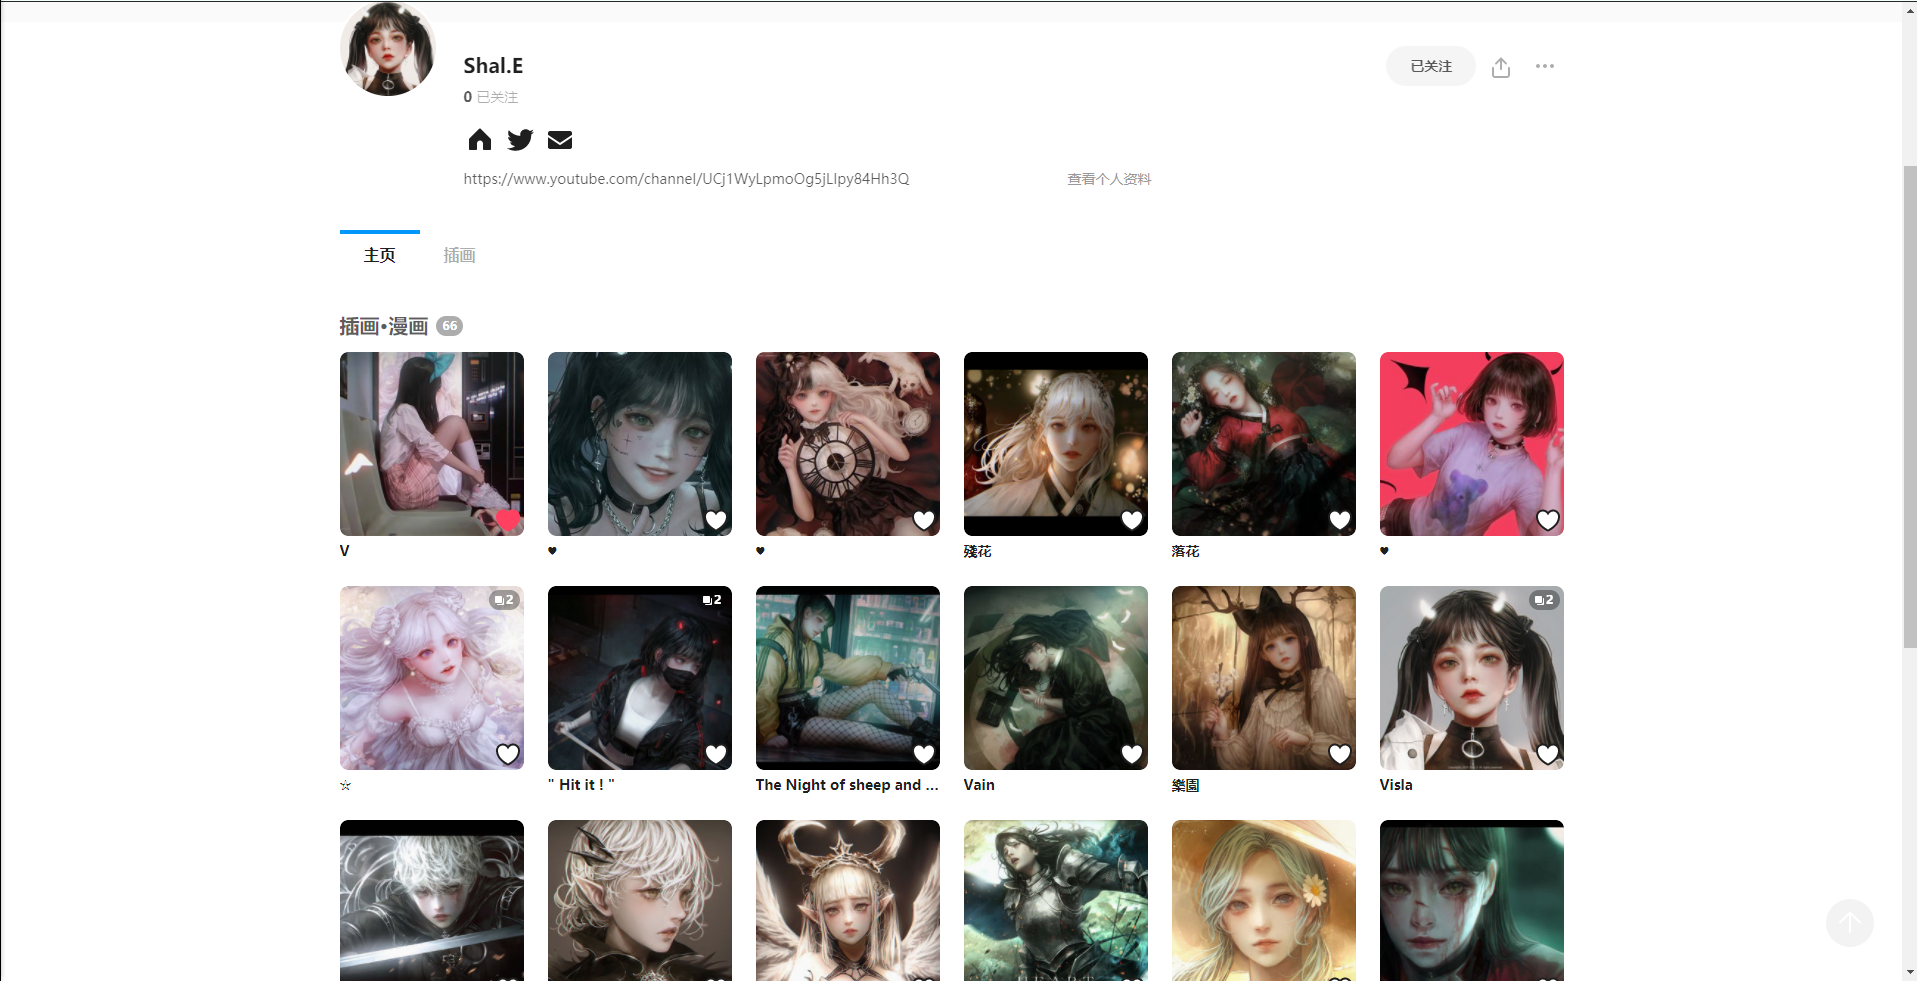 Shal.E
已关注
0 已关注
https://www.youtube.com/channel/UCj1WyLpmoOg5jLIpy84Hh3Q
查看个人资料
主页
插画
插画•漫画 66
V
♥
♥
殘花
落花
♥
2
2
2
☆
" Hit it ! "
The Night of sheep and ...
Vain
樂園
Visla
HEART